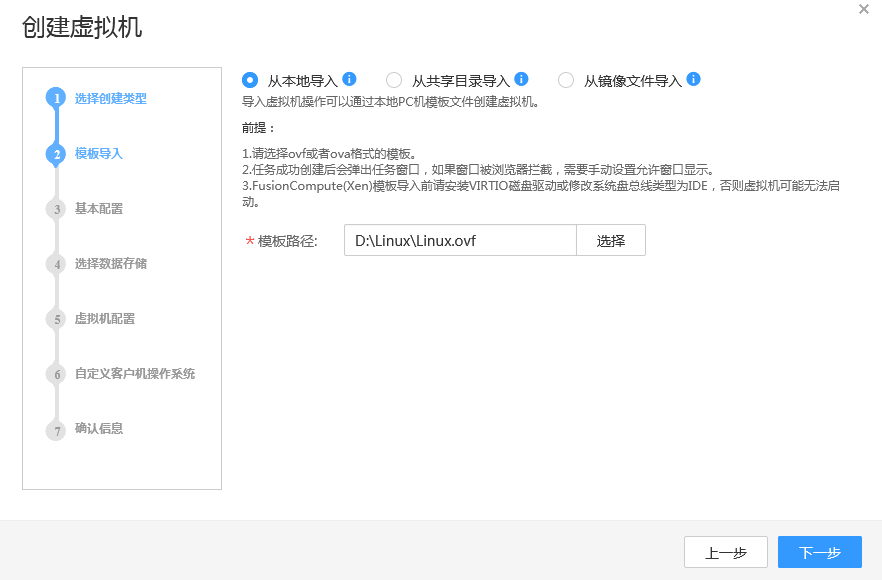 创建虚拟机
×
1 选择创建类型
2 模板导入
3 基本配置
4 选择数据存储
5 虚拟机配置
6 自定义客户机操作系统
7 确认信息
从本地导入 i 从共享目录导入 i 从镜像文件导入 i
导入虚拟机操作可以通过本地PC机模板文件创建虚拟机。
前提：
1.请选择ovf或者ova格式的模板。
2.任务成功创建后会弹出任务窗口，如果窗口被浏览器拦截，需要手动设置允许窗口显示。
3.FusionCompute(Xen)模板导入前请安装VIRTIO磁盘驱动或修改系统盘总线类型为IDE，否则虚拟机可能无法启
动。
*模板路径: D:\Linux\Linux.ovf 选择
上一步 下一步